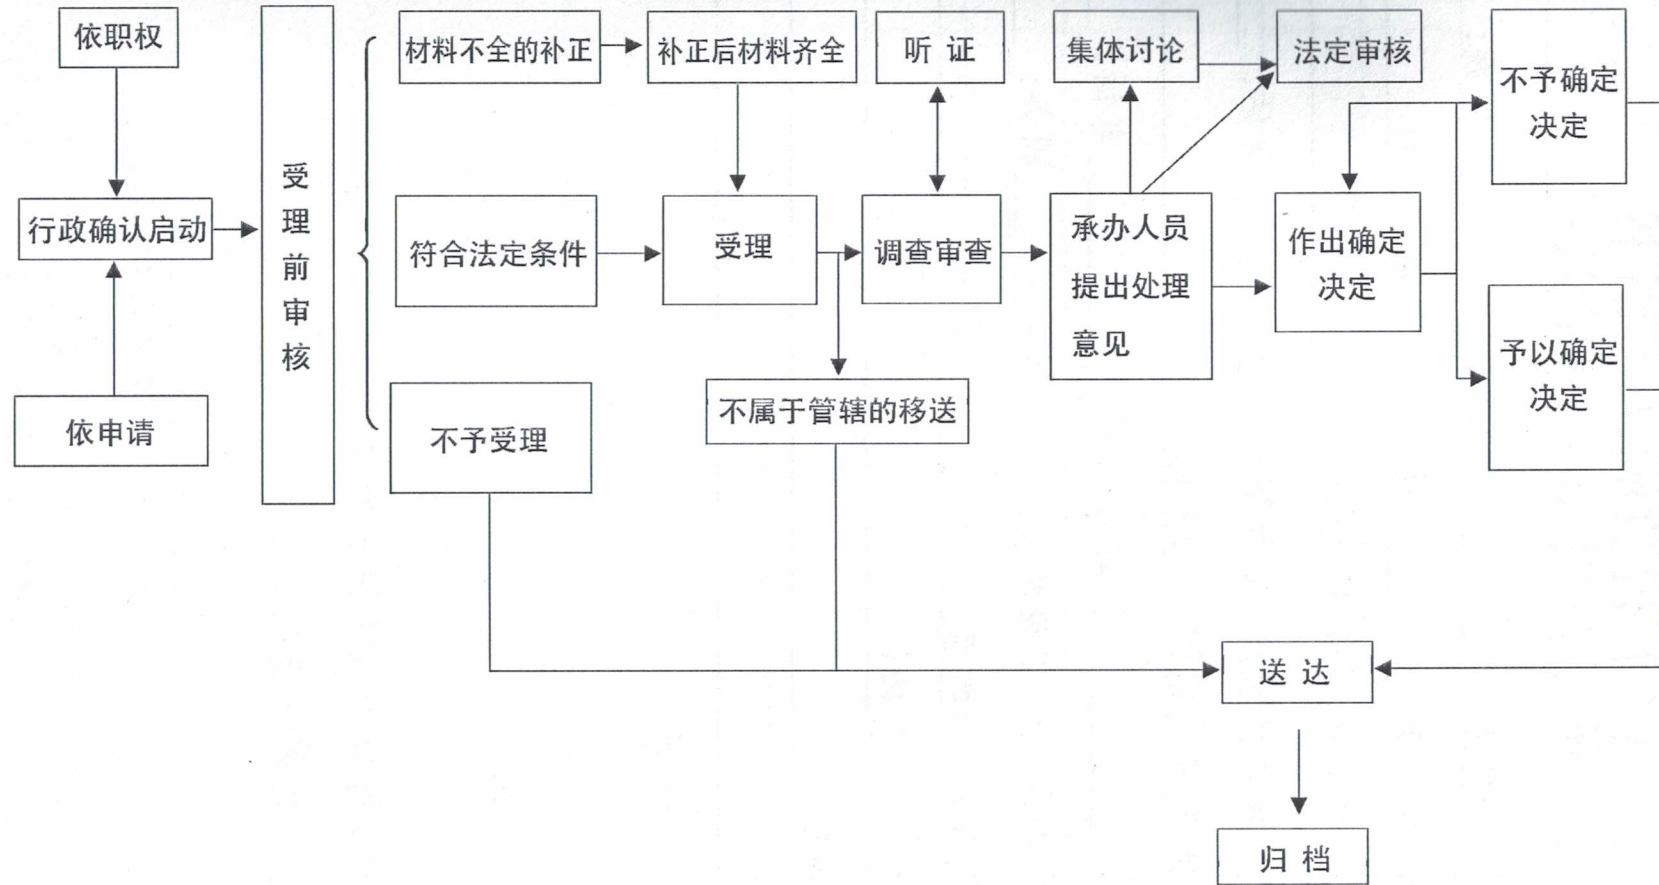 依职权
行政确认启动
依申请
受
理
前
审
核
材料不全的补正
补正后材料齐全
符合法定条件
受理
不予受理
不属于管辖的移送
听 证
调查审查
集体讨论
法定审核
承办人员
提出处理
意见
作出确定
决定
不予确定
决定
予以确定
决定
送 达
归 档